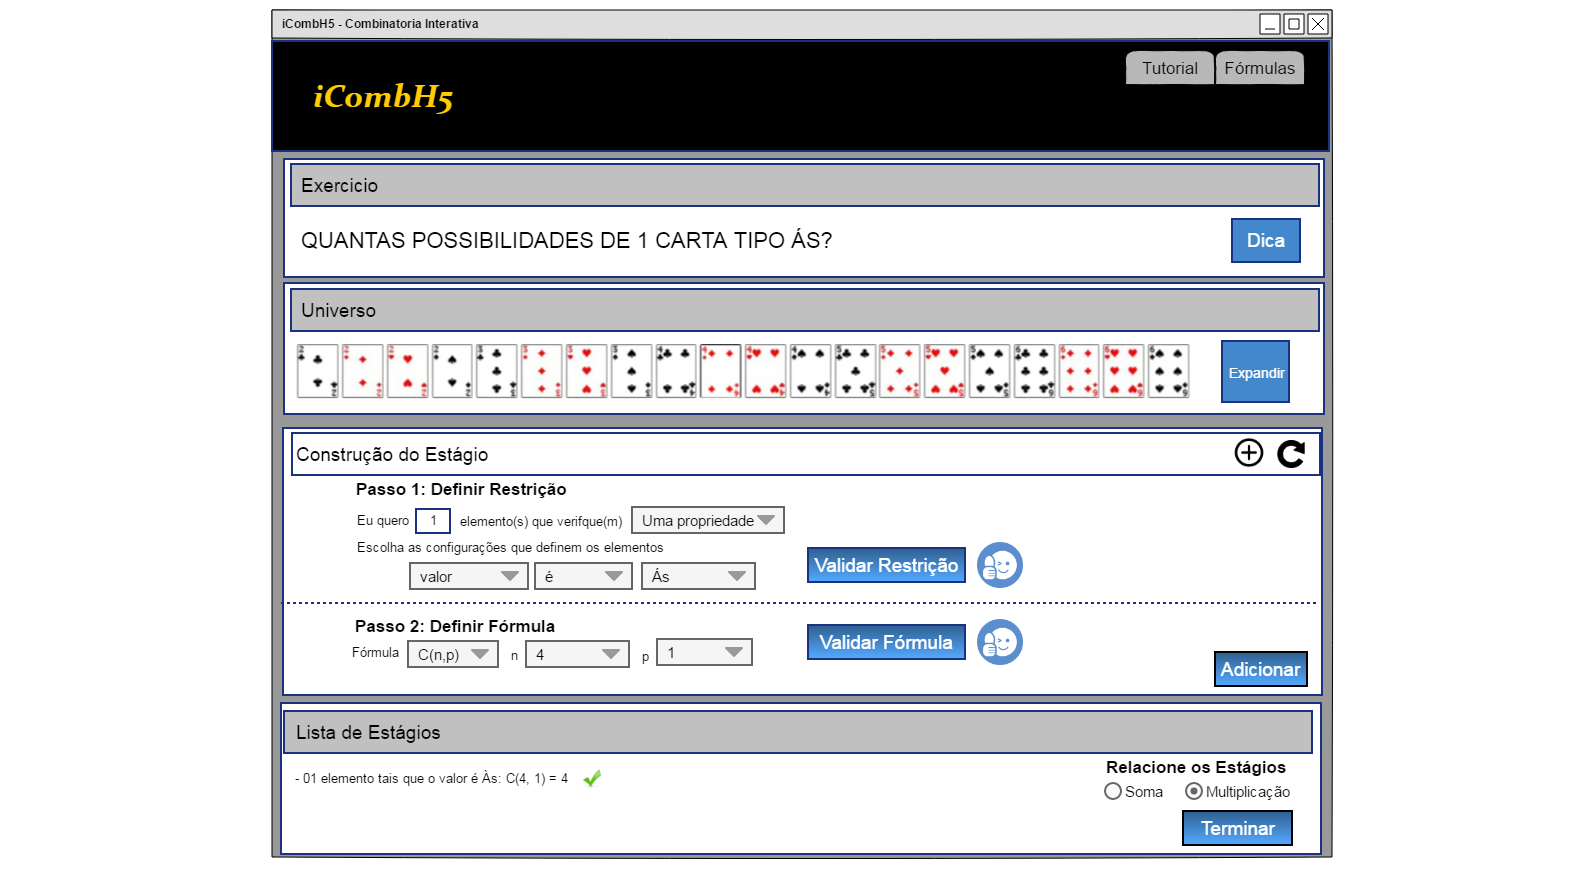 iCombH5 - Combinatoria Interativa
Tutorial Fórmulas
iCombH5
Exercicio
QUANTAS POSSIBILIDADES DE 1 CARTA TIPO ÁS?
Dica
Universo
Expandir
Construção do Estágio
Passo 1: Definir Restrição
Eu quero 1 elemento(s) que verifque(m) Uma propriedade
Escolha as configurações que definem os elementos
valor é Ás
Validar Restrição
Passo 2: Definir Fórmula
Fórmula C(n,p) n 4 p 1
Validar Fórmula
Adicionar
Lista de Estágios
- 01 elemento tais que o valor é Às: C(4, 1) = 4
Relacione os Estágios
Soma Multiplicação
Terminar